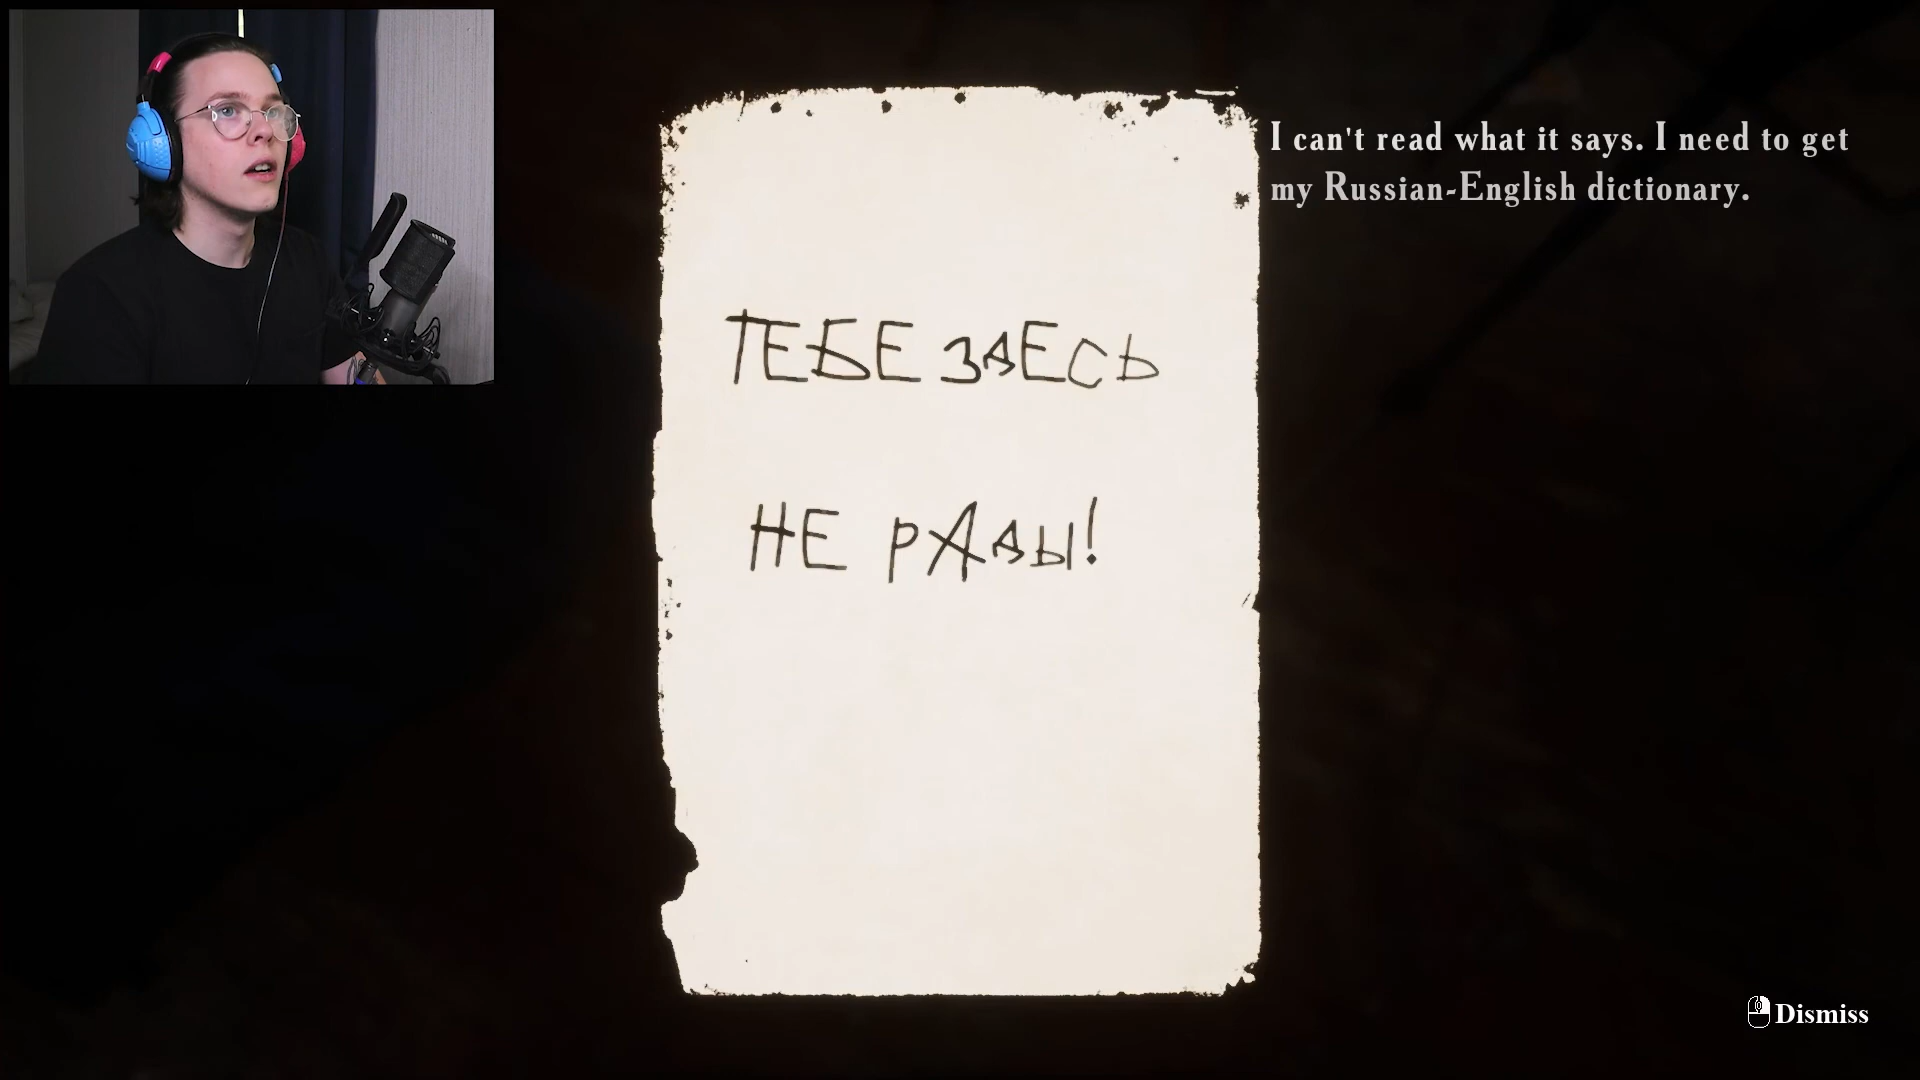 ТЕБЕ ЗДЕСЬ
НЕ РАДЫ!
I can't read what it says. I need to get
my Russian-English dictionary.
Dismiss